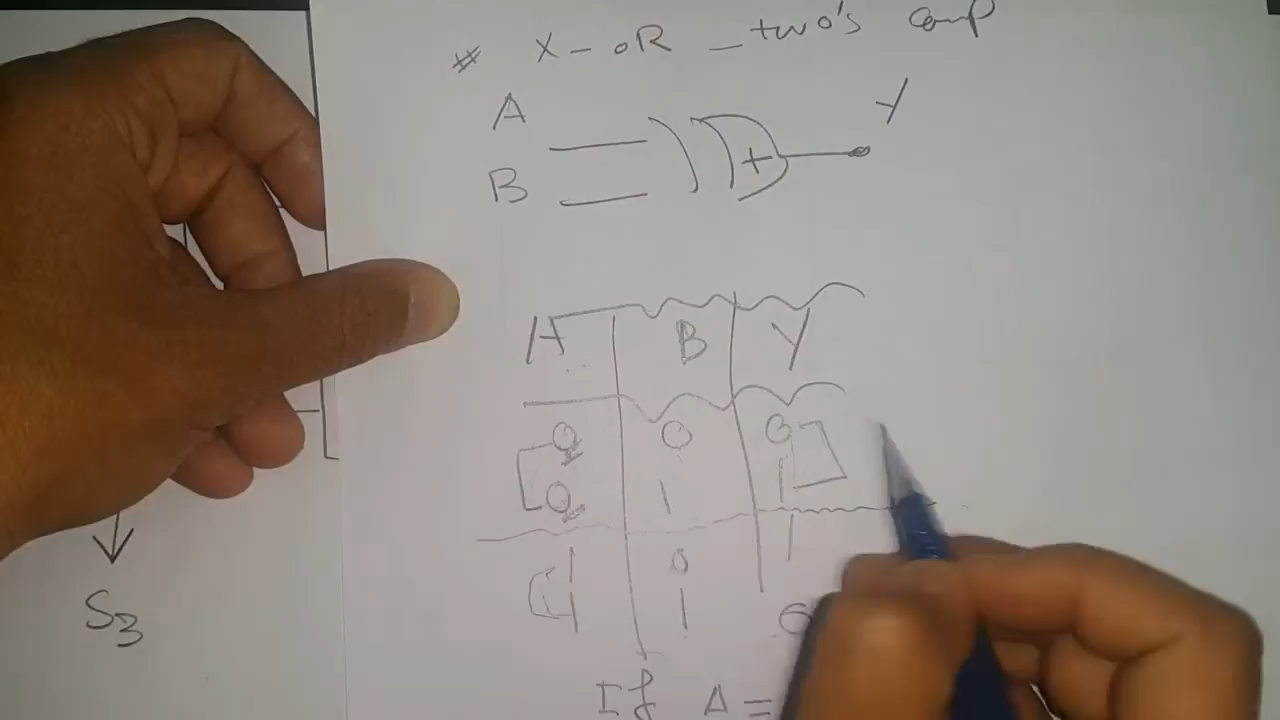 # X-OR - two's comp
A
Y
B
+
A B Y
0 0 0
0 1 1
1 0 1
1 1 0
If A =
S3